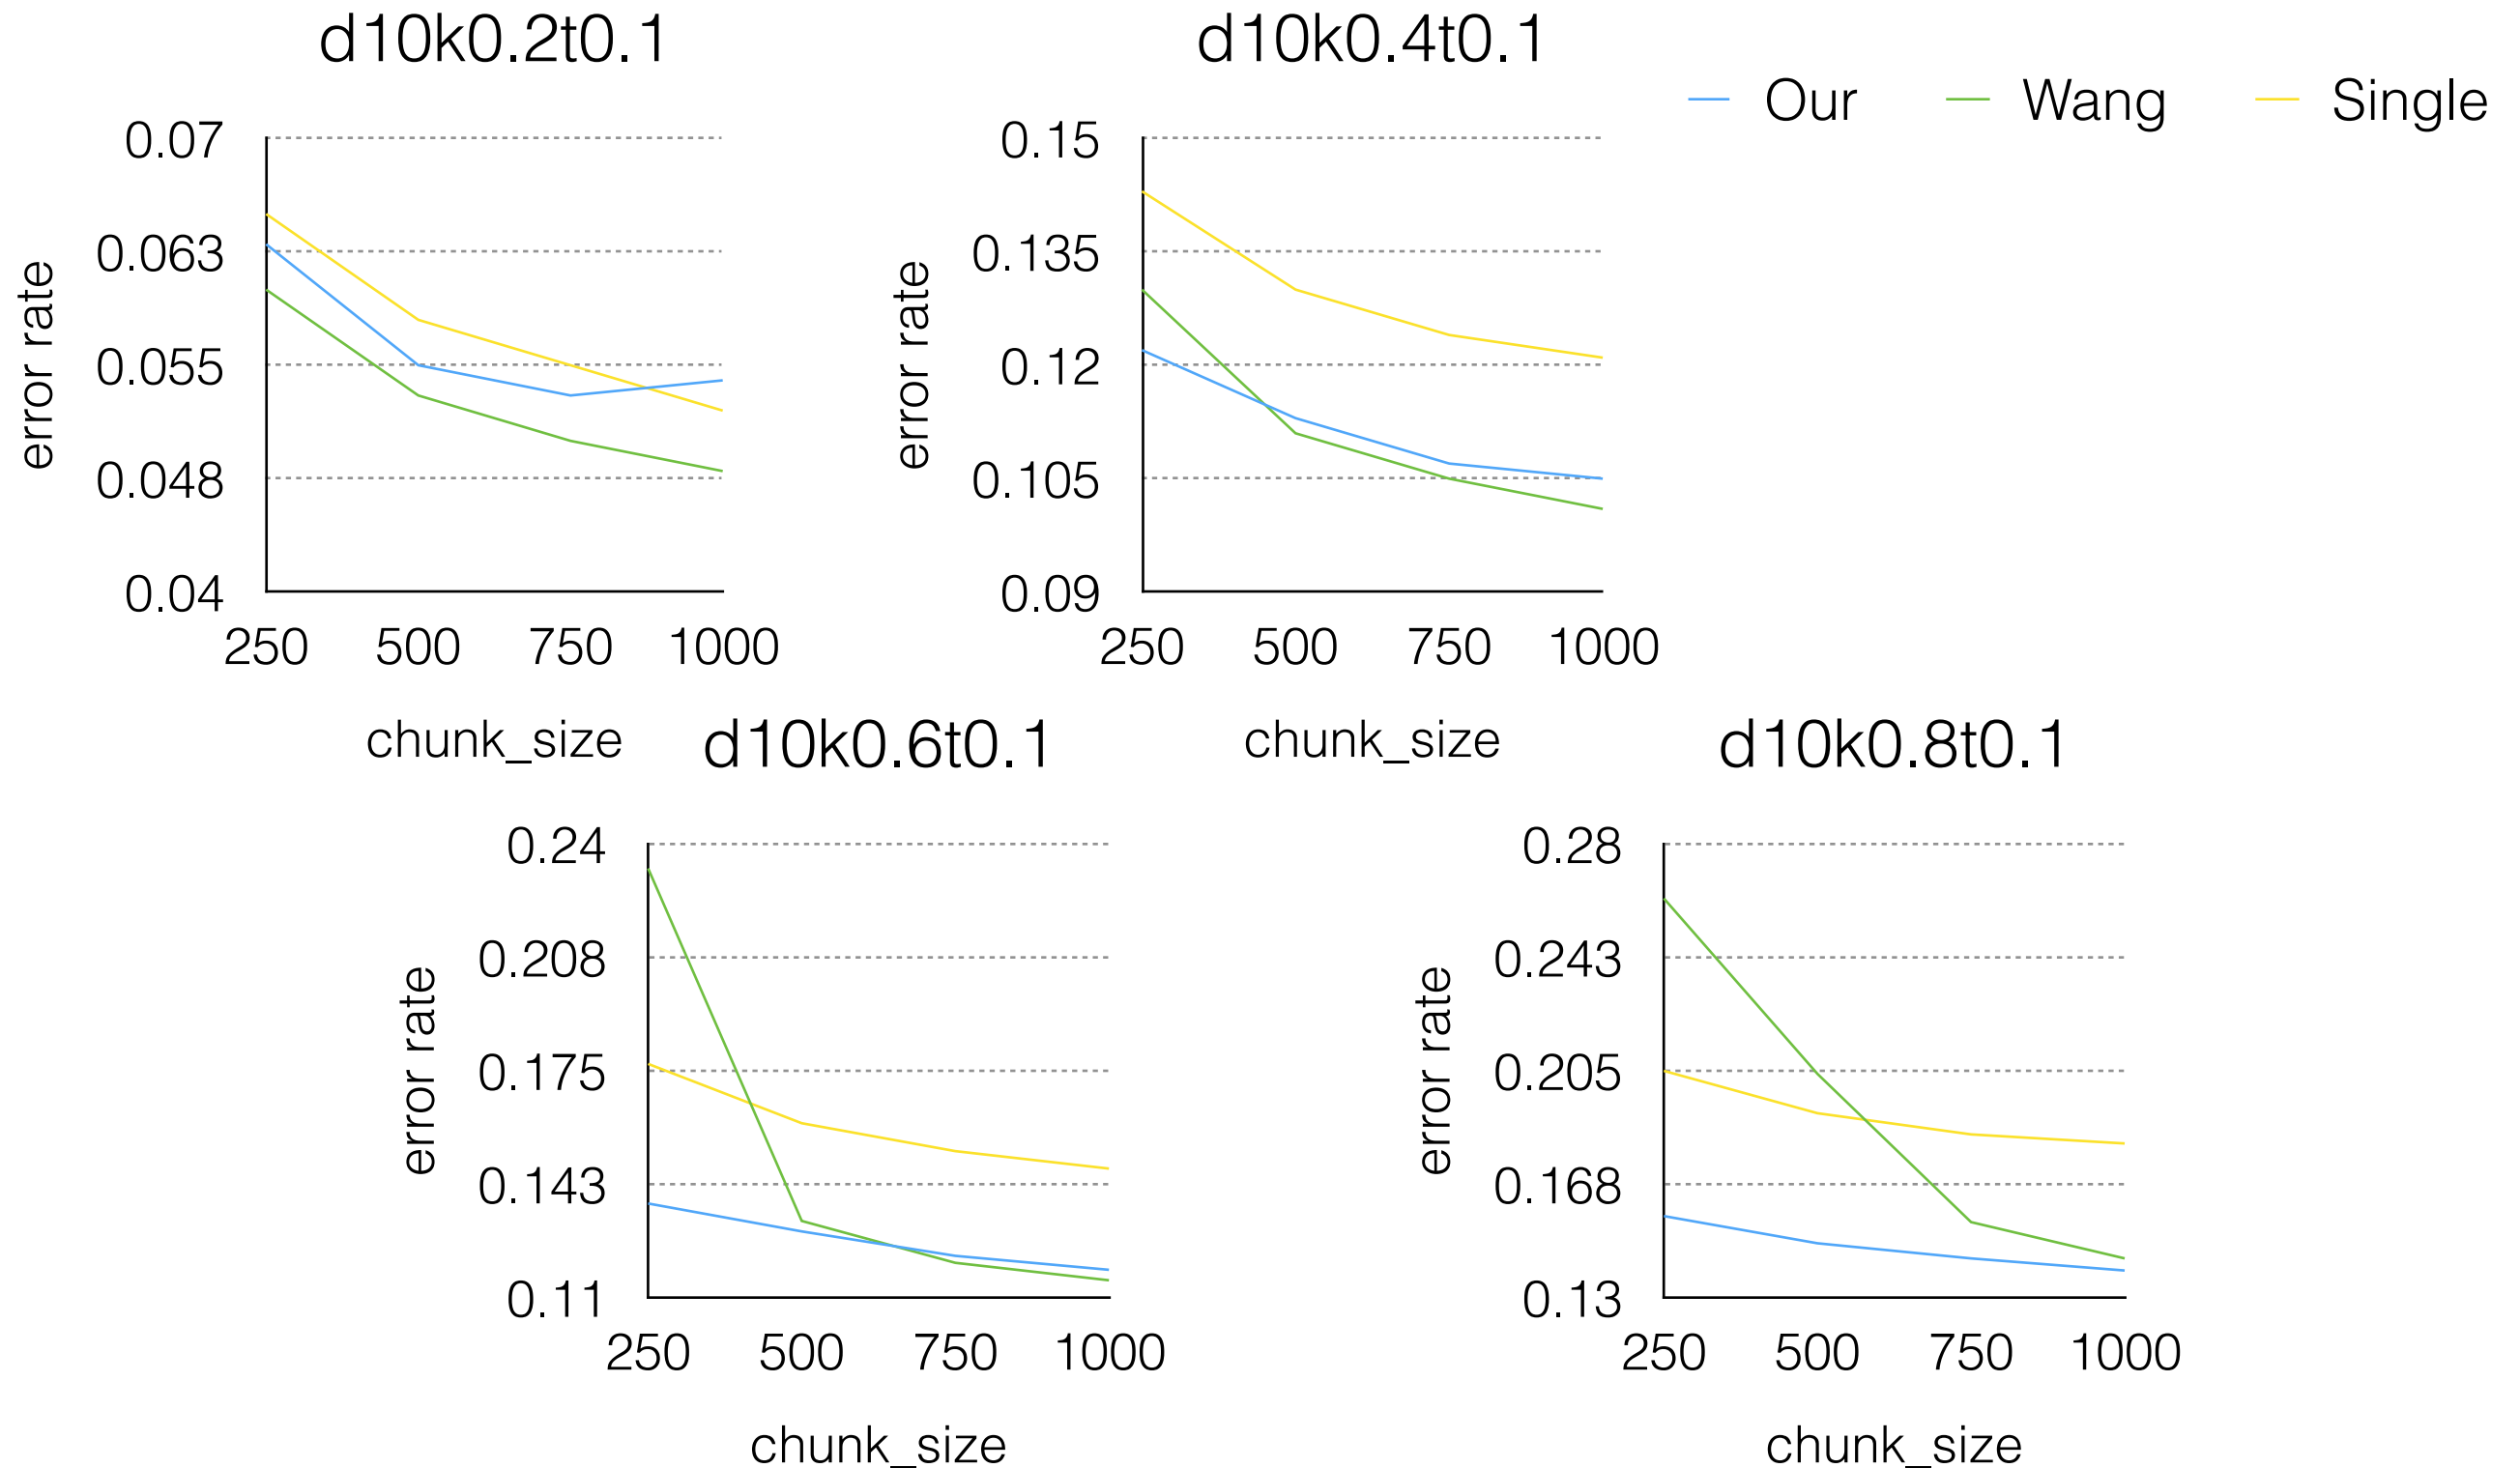 d10k0.2t0.1
d10k0.4t0.1
Our
Wang
Single
0.07
0.063
0.055
0.048
0.04
error rate
250 500 750 1000
chunk_size
0.15
0.135
0.12
0.105
0.09
error rate
250 500 750 1000
chunk_size
d10k0.6t0.1
0.24
0.208
0.175
0.143
0.11
error rate
250 500 750 1000
chunk_size
d10k0.8t0.1
0.28
0.243
0.205
0.168
0.13
error rate
250 500 750 1000
chunk_size